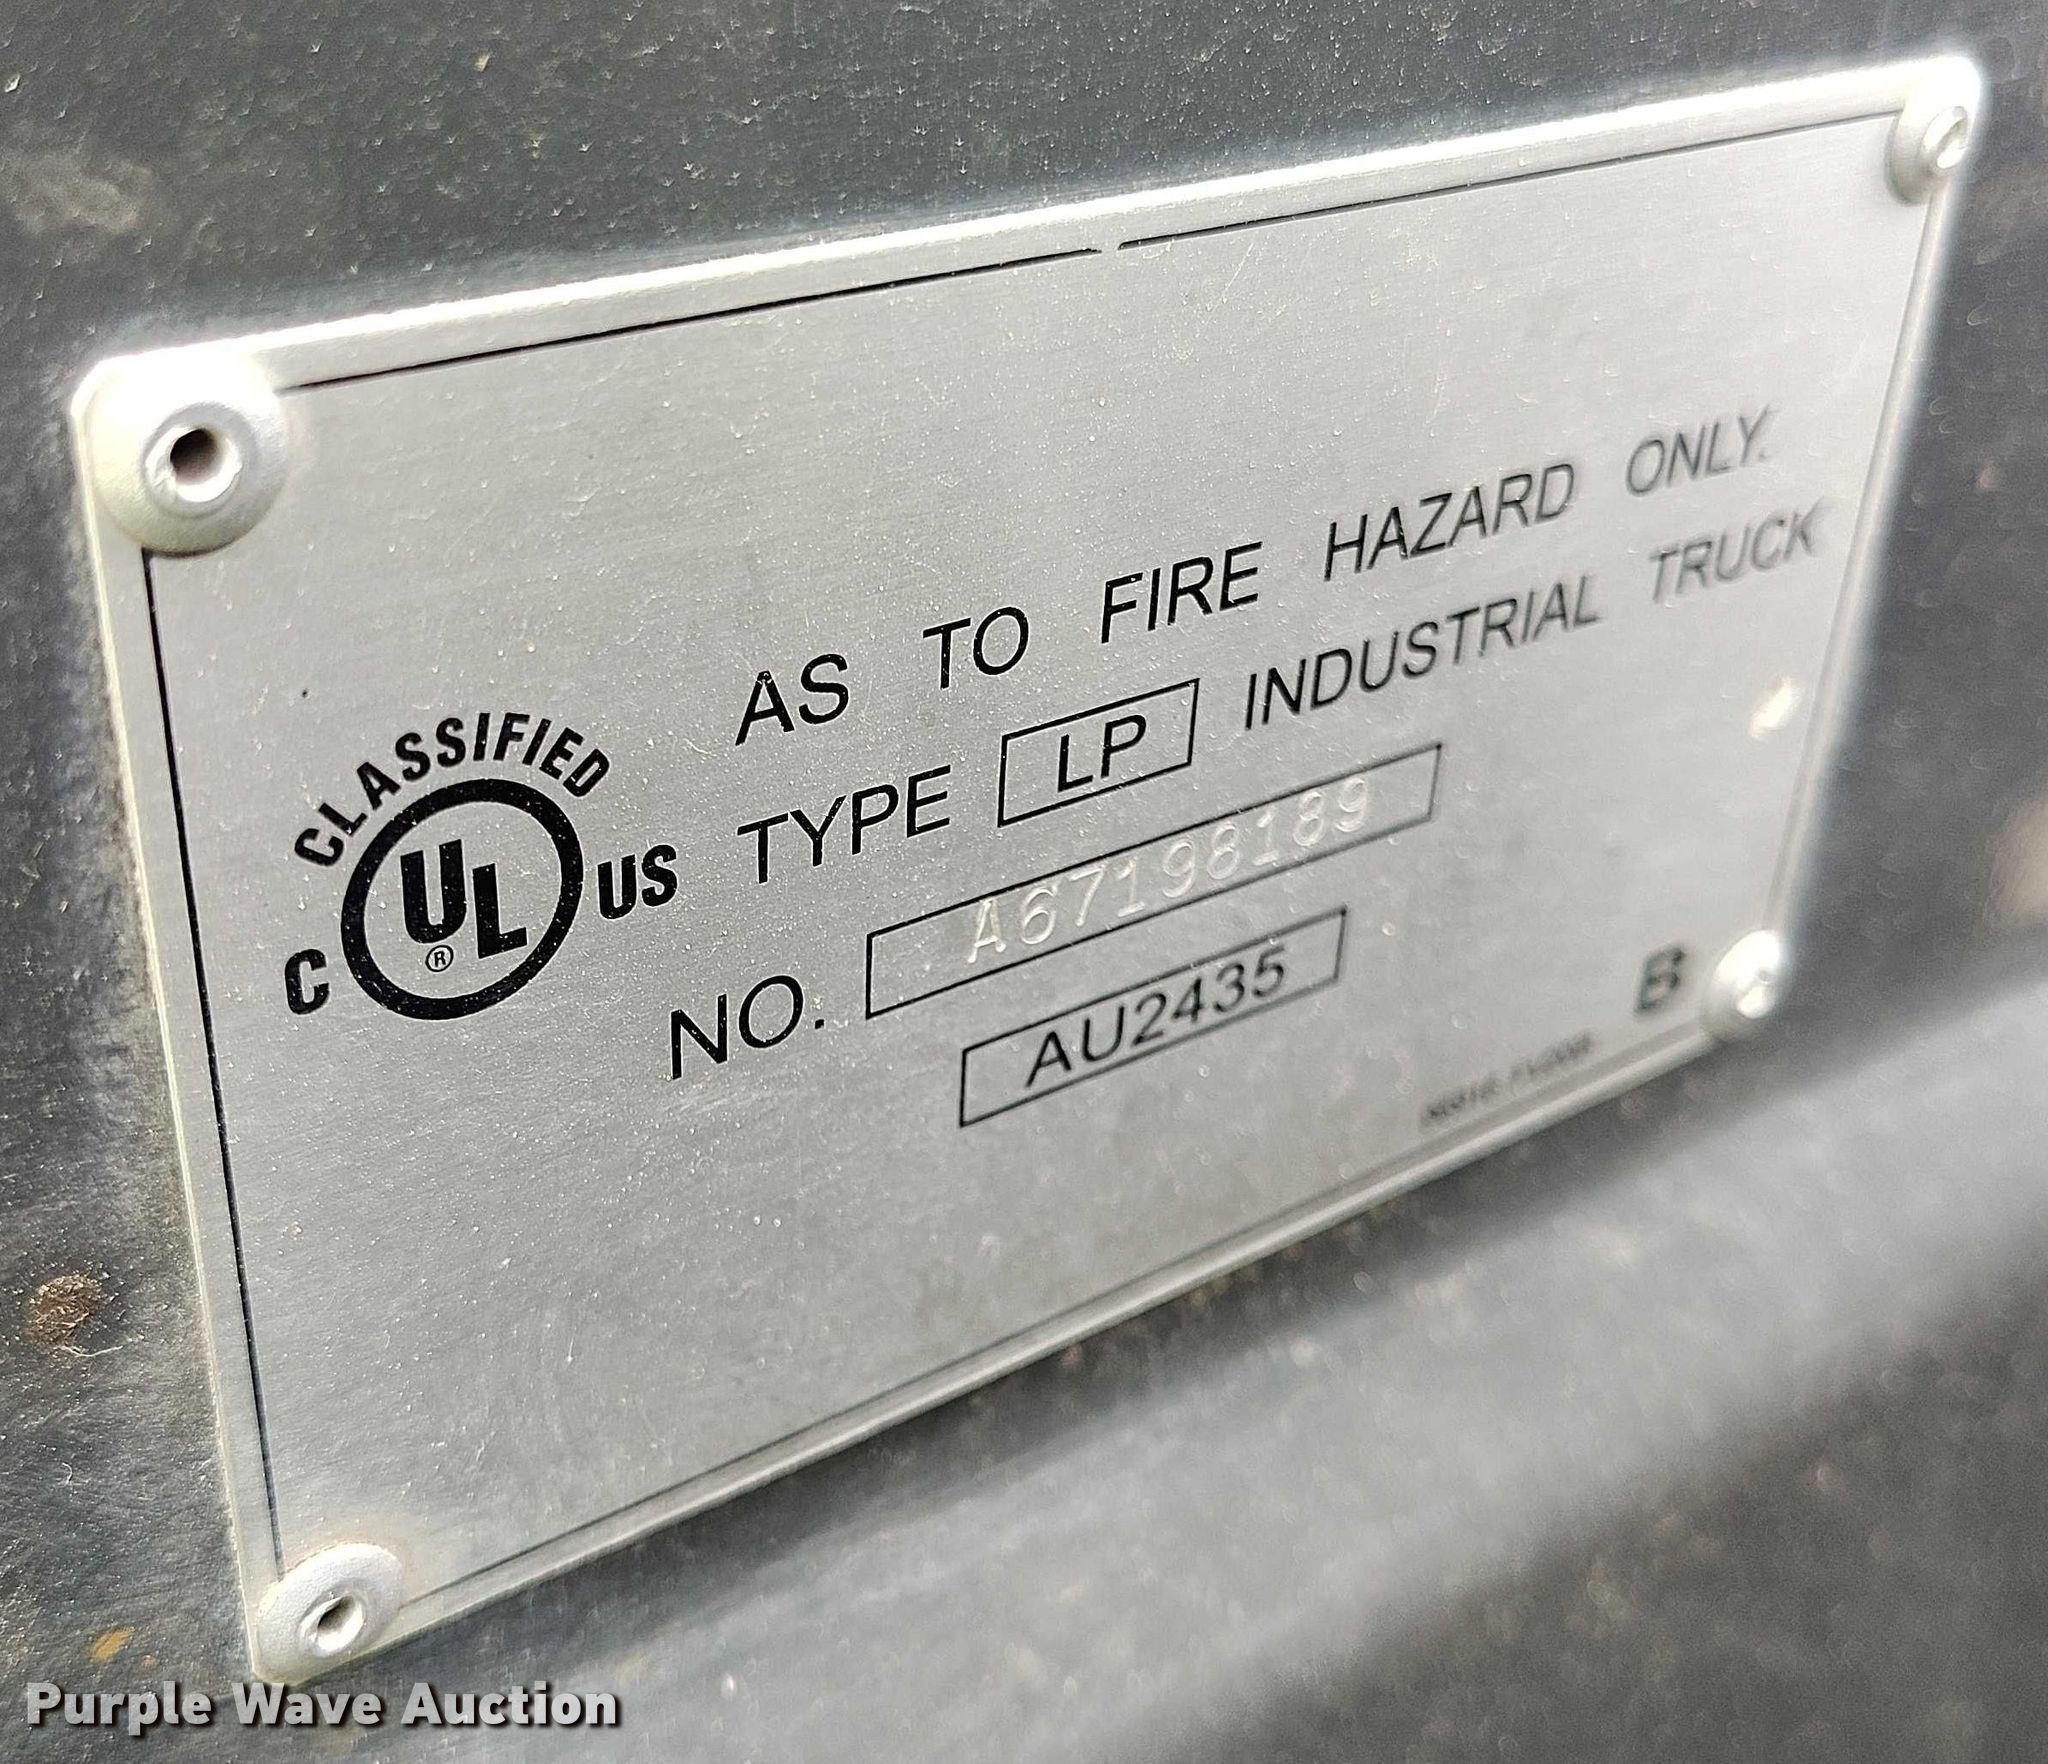 CLASSIFIED
C UL ® US
AS TO FIRE HAZARD ONLY.
TYPE LP INDUSTRIAL TRUCK
NO. A67198189
AU2435
B
Purple Wave Auction